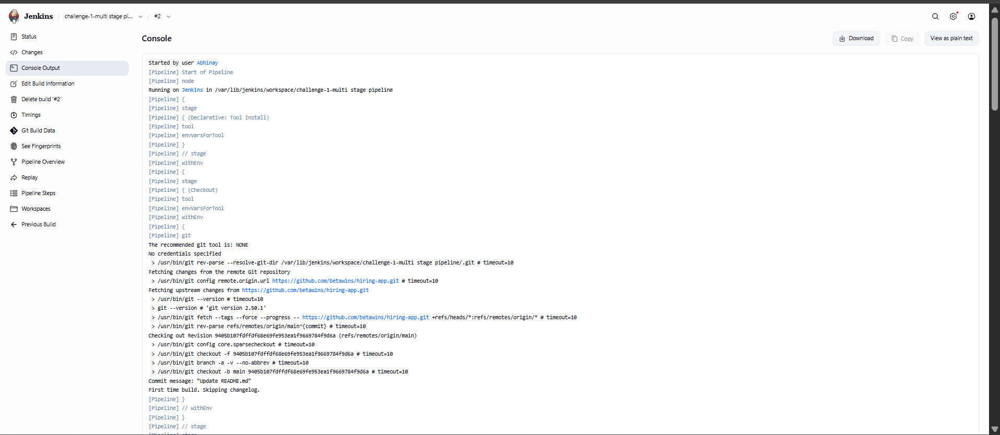 Jenkins / challenge-1-multi stage pi... / #2
Status
Changes
Console Output
Edit Build Information
Delete build '#2'
Timings
Git Build Data
See Fingerprints
Pipeline Overview
Replay
Pipeline Steps
Workspaces
Previous Build
Console
Download
Copy
View as plain text
Started by user Abhinay
[Pipeline] Start of Pipeline
[Pipeline] node
Running on Jenkins in /var/lib/jenkins/workspace/challenge-1-multi stage pipeline
[Pipeline] {
[Pipeline] stage
[Pipeline] { (Declarative: Tool Install)
[Pipeline] tool
[Pipeline] envVarsForTool
[Pipeline] }
[Pipeline] // stage
[Pipeline] withEnv
[Pipeline] {
[Pipeline] stage
[Pipeline] { (Checkout)
[Pipeline] tool
[Pipeline] envVarsForTool
[Pipeline] withEnv
[Pipeline] {
[Pipeline] git
The recommended git tool is: NONE
No credentials specified
> /usr/bin/git rev-parse --resolve-git-dir /var/lib/jenkins/workspace/challenge-1-multi stage pipeline/.git # timeout=10
Fetching changes from the remote Git repository
> /usr/bin/git config remote.origin.url https://github.com/betawins/hiring-app.git # timeout=10
Fetching upstream changes from https://github.com/betawins/hiring-app.git
> /usr/bin/git --version # timeout=10
> git --version # 'git version 2.50.1'
> /usr/bin/git fetch --tags --force --progress -- https://github.com/betawins/hiring-app.git +refs/heads/*:refs/remotes/origin/* # timeout=10
> /usr/bin/git rev-parse refs/remotes/origin/main^{commit} # timeout=10
Checking out Revision 9405b107fdffdf68e69fe953ea1f9669784f9d6a (refs/remotes/origin/main)
> /usr/bin/git config core.sparsecheckout # timeout=10
> /usr/bin/git checkout -f 9405b107fdffdf68e69fe953ea1f9669784f9d6a # timeout=10
> /usr/bin/git branch -a -v --no-abbrev # timeout=10
> /usr/bin/git checkout -b main 9405b107fdffdf68e69fe953ea1f9669784f9d6a # timeout=10
Commit message: "Update README.md"
First time build. Skipping changelog.
[Pipeline] }
[Pipeline] // withEnv
[Pipeline] }
[Pipeline] // stage